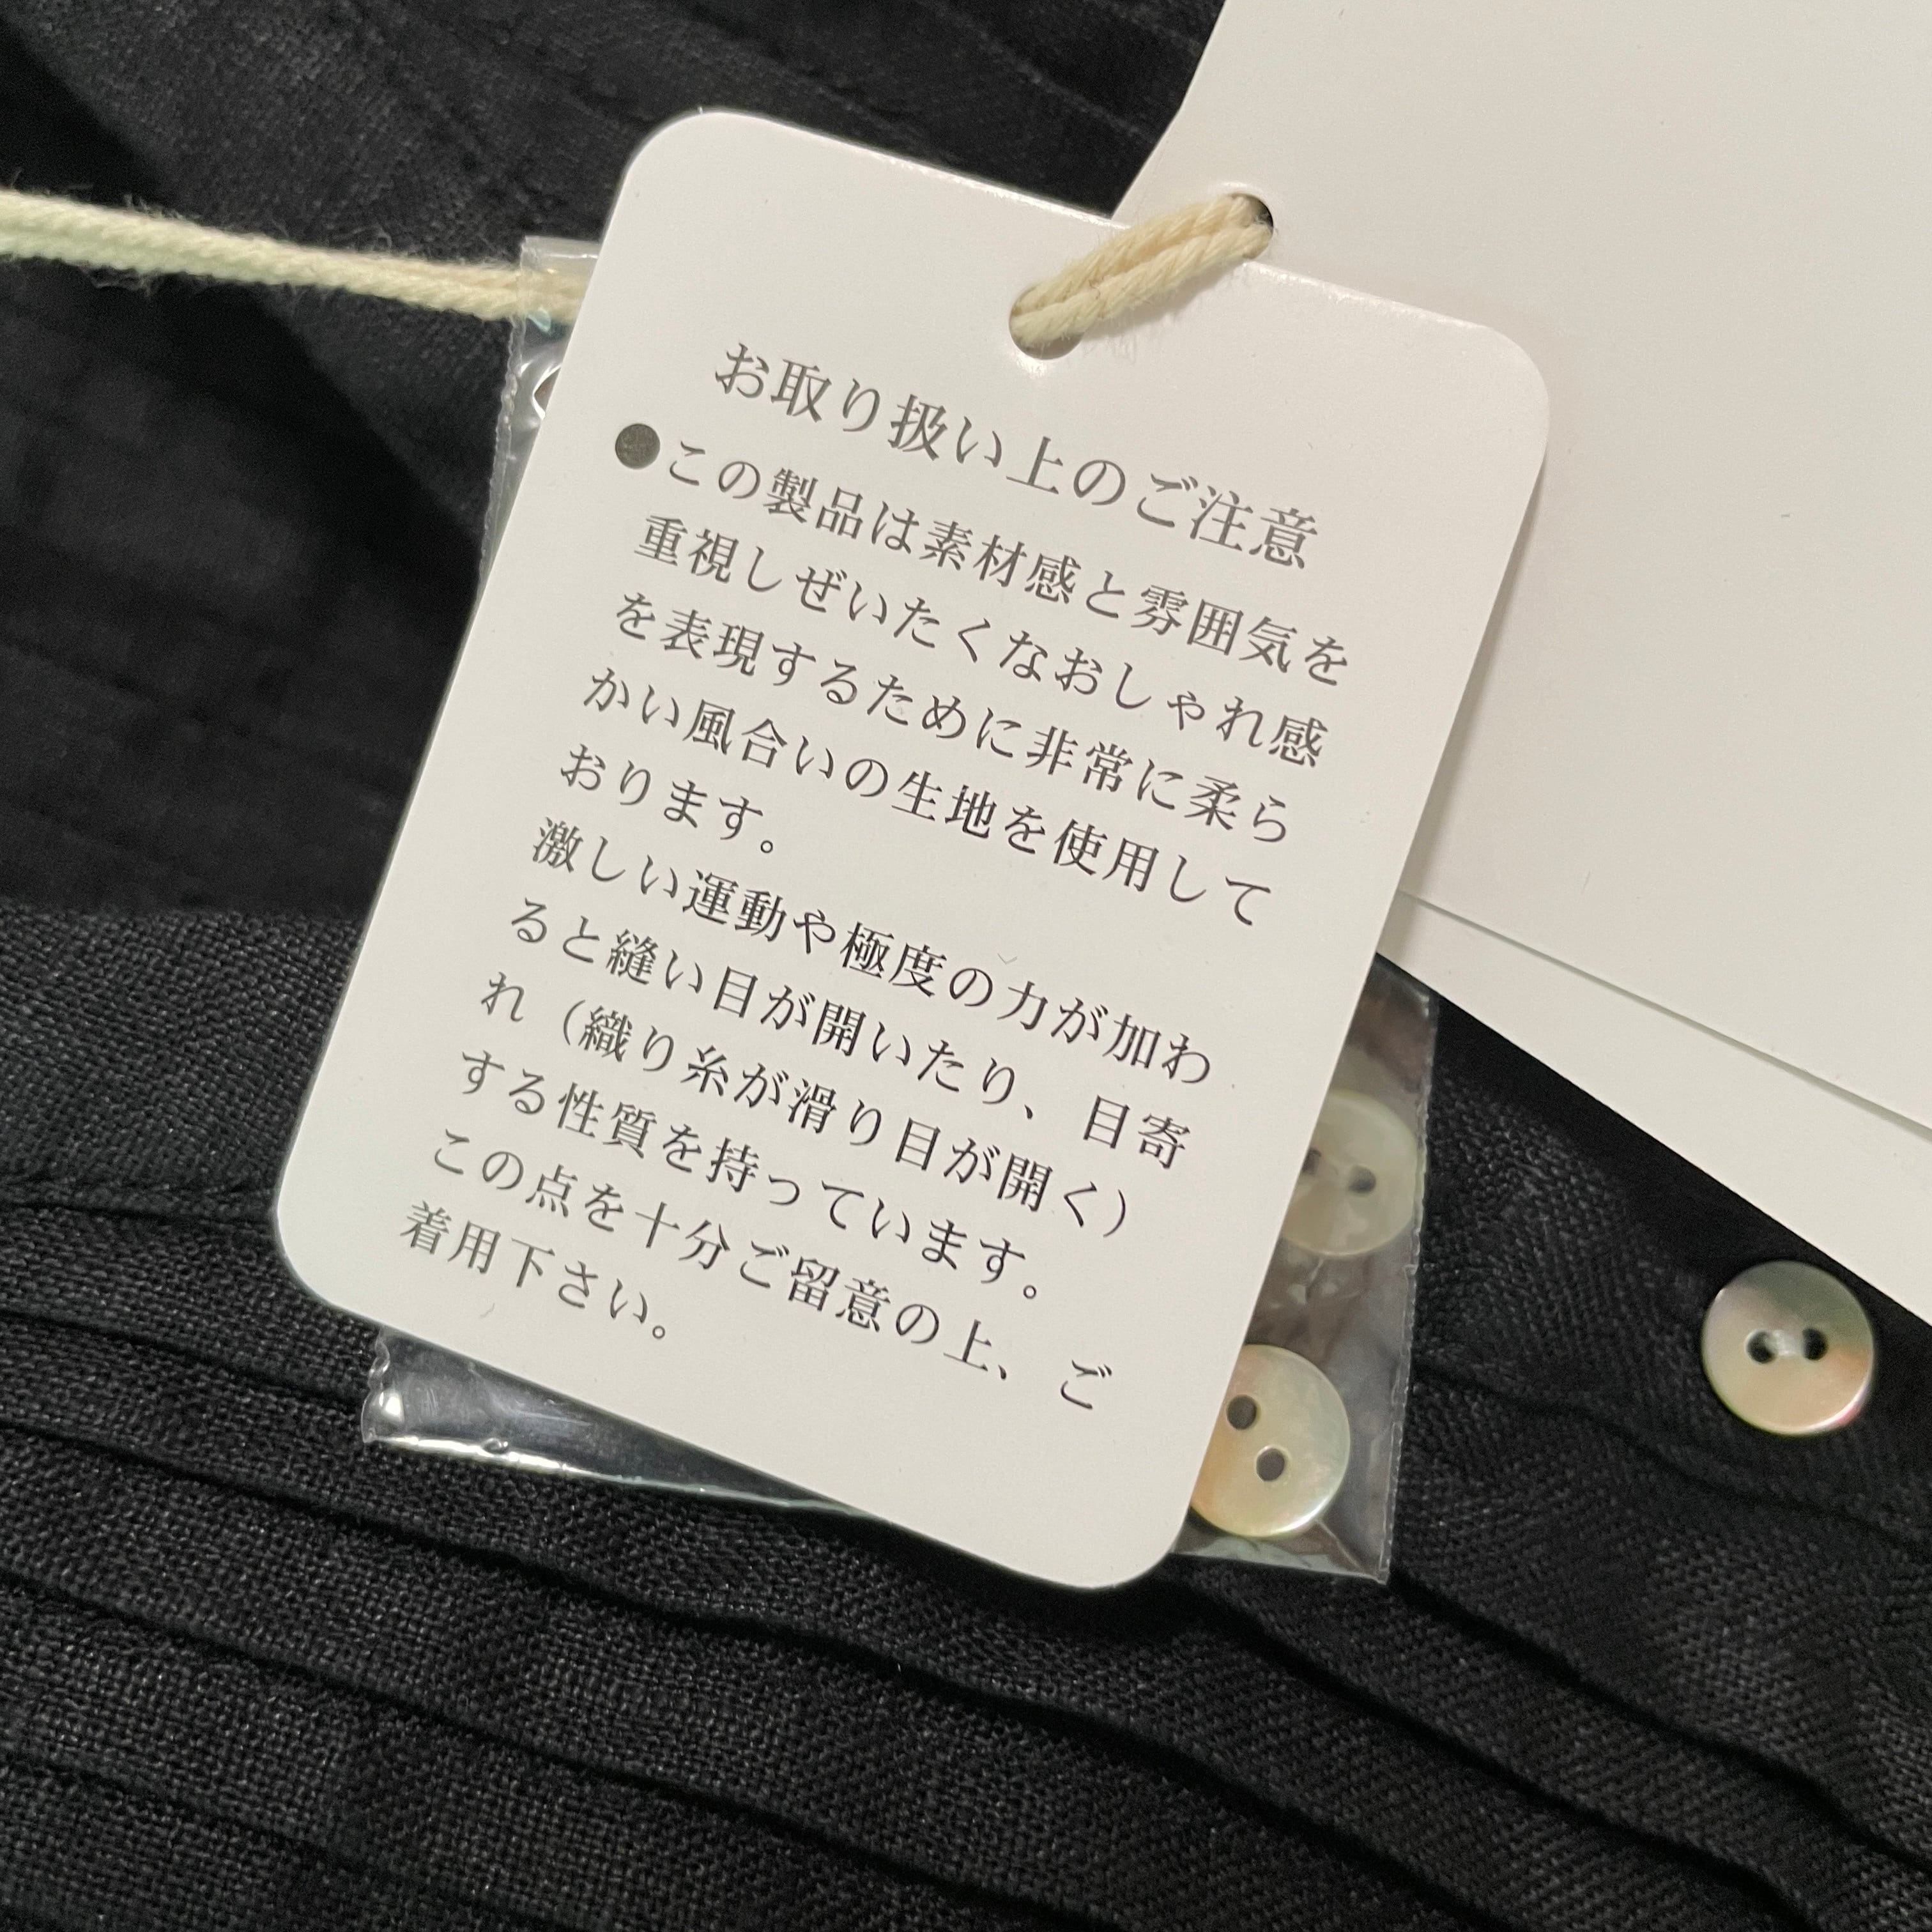 お取り扱い上のご注意
●この製品は素材感と雰囲気を
重視しぜいたくなおしゃれ感
を表現するために非常に柔ら
かい風合いの生地を使用して
おります。
激しい運動や極度の力が加わ
ると縫い目が開いたり、目寄
れ（織り糸が滑り目が開く）
する性質を持っています。
この点を十分ご留意の上、ご
着用下さい。